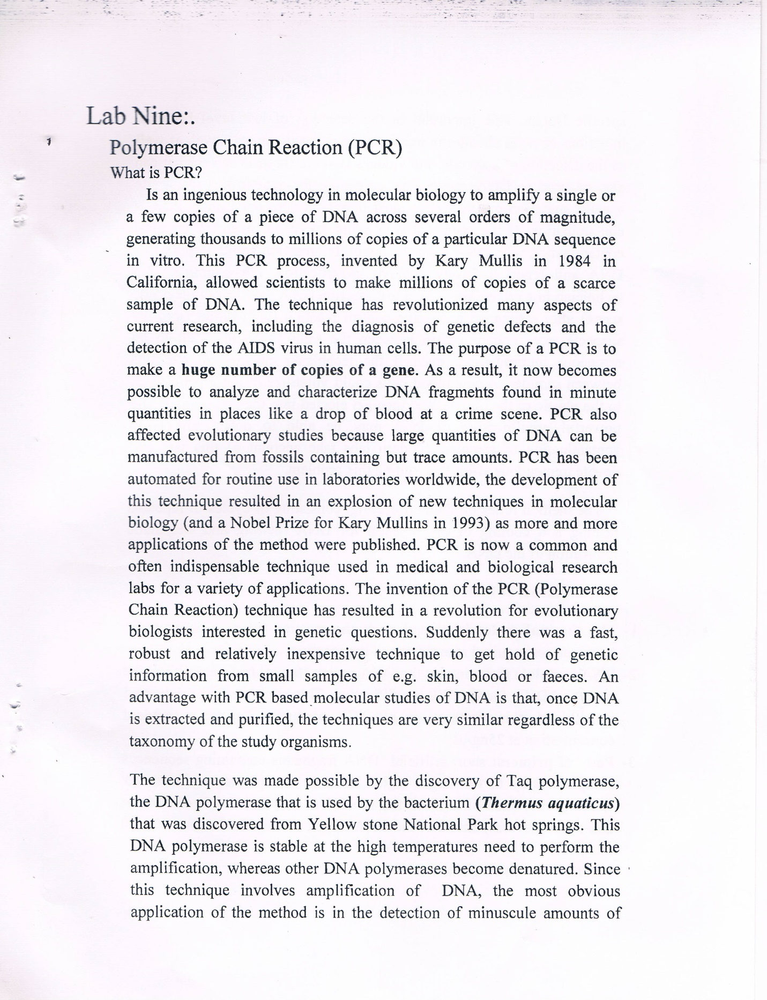 Lab Nine:.
Polymerase Chain Reaction (PCR)
What is PCR?
Is an ingenious technology in molecular biology to amplify a single or
a few copies of a piece of DNA across several orders of magnitude,
generating thousands to millions of copies of a particular DNA sequence
in vitro. This PCR process, invented by Kary Mullis in 1984 in
California, allowed scientists to make millions of copies of a scarce
sample of DNA. The technique has revolutionized many aspects of
current research, including the diagnosis of genetic defects and the
detection of the AIDS virus in human cells. The purpose of a PCR is to
make a huge number of copies of a gene. As a result, it now becomes
possible to analyze and characterize DNA fragments found in minute
quantities in places like a drop of blood at a crime scene. PCR also
affected evolutionary studies because large quantities of DNA can be
manufactured from fossils containing but trace amounts. PCR has been
automated for routine use in laboratories worldwide, the development of
this technique resulted in an explosion of new techniques in molecular
biology (and a Nobel Prize for Kary Mullins in 1993) as more and more
applications of the method were published. PCR is now a common and
often indispensable technique used in medical and biological research
labs for a variety of applications. The invention of the PCR (Polymerase
Chain Reaction) technique has resulted in a revolution for evolutionary
biologists interested in genetic questions. Suddenly there was a fast,
robust and relatively inexpensive technique to get hold of genetic
information from small samples of e.g. skin, blood or faeces. An
advantage with PCR based molecular studies of DNA is that, once DNA
is extracted and purified, the techniques are very similar regardless of the
taxonomy of the study organisms.
The technique was made possible by the discovery of Taq polymerase,
the DNA polymerase that is used by the bacterium (Thermus aquaticus)
that was discovered from Yellow stone National Park hot springs. This
DNA polymerase is stable at the high temperatures need to perform the
amplification, whereas other DNA polymerases become denatured. Since
this technique involves amplification of DNA, the most obvious
application of the method is in the detection of minuscule amounts of